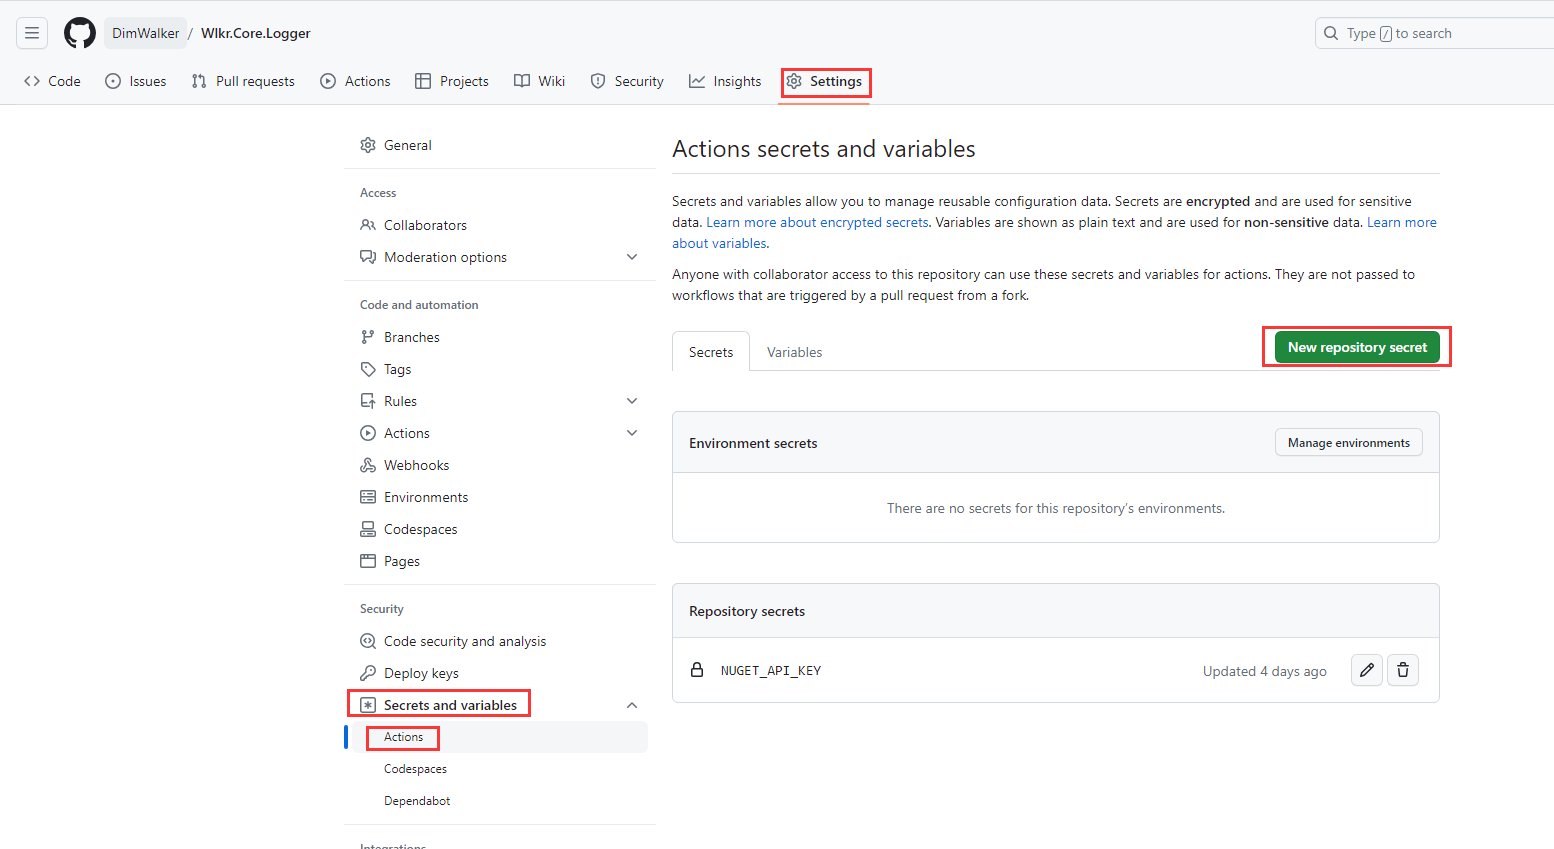 DimWalker / Wlkr.Core.Logger
Type / to search
Code Issues Pull requests Actions Projects Wiki Security Insights Settings
General
Access
Collaborators
Moderation options
Code and automation
Branches
Tags
Rules
Actions
Webhooks
Environments
Codespaces
Pages
Security
Code security and analysis
Deploy keys
Secrets and variables
Actions
Codespaces
Dependabot
Integrations
Actions secrets and variables
Secrets and variables allow you to manage reusable configuration data. Secrets are encrypted and are used for sensitive
data. Learn more about encrypted secrets. Variables are shown as plain text and are used for non-sensitive data. Learn more
about variables.
Anyone with collaborator access to this repository can use these secrets and variables for actions. They are not passed to
workflows that are triggered by a pull request from a fork.
Secrets Variables
New repository secret
Environment secrets
Manage environments
There are no secrets for this repository's environments.
Repository secrets
NUGET_API_KEY
Updated 4 days ago